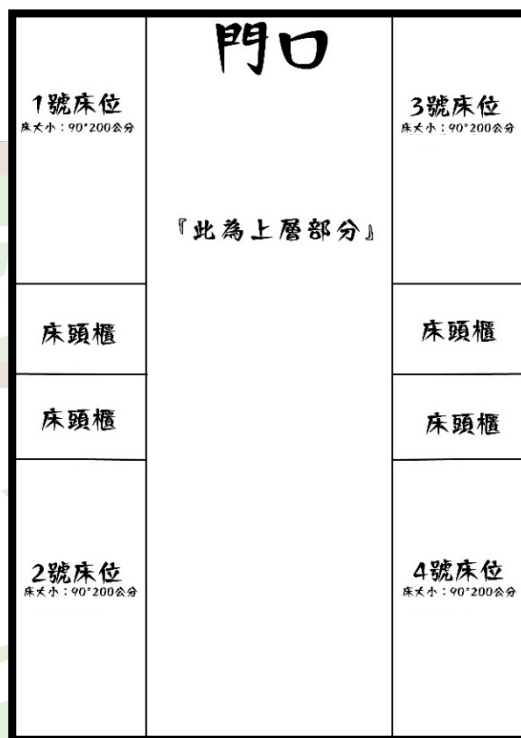 門口
1號床位
床大小：90*200公分
3號床位
床大小：90*200公分
『此為上層部分』
床頭櫃
床頭櫃
床頭櫃
床頭櫃
2號床位
床大小：90*200公分
4號床位
床大小：90*200公分